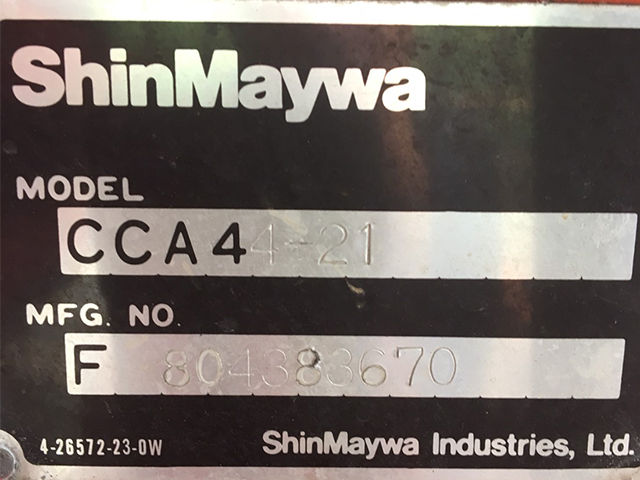 ShinMaywa
MODEL
CCA44-21
MFG. NO.
F 804383670
4-26572-23-0W ShinMaywa Industries, Ltd.